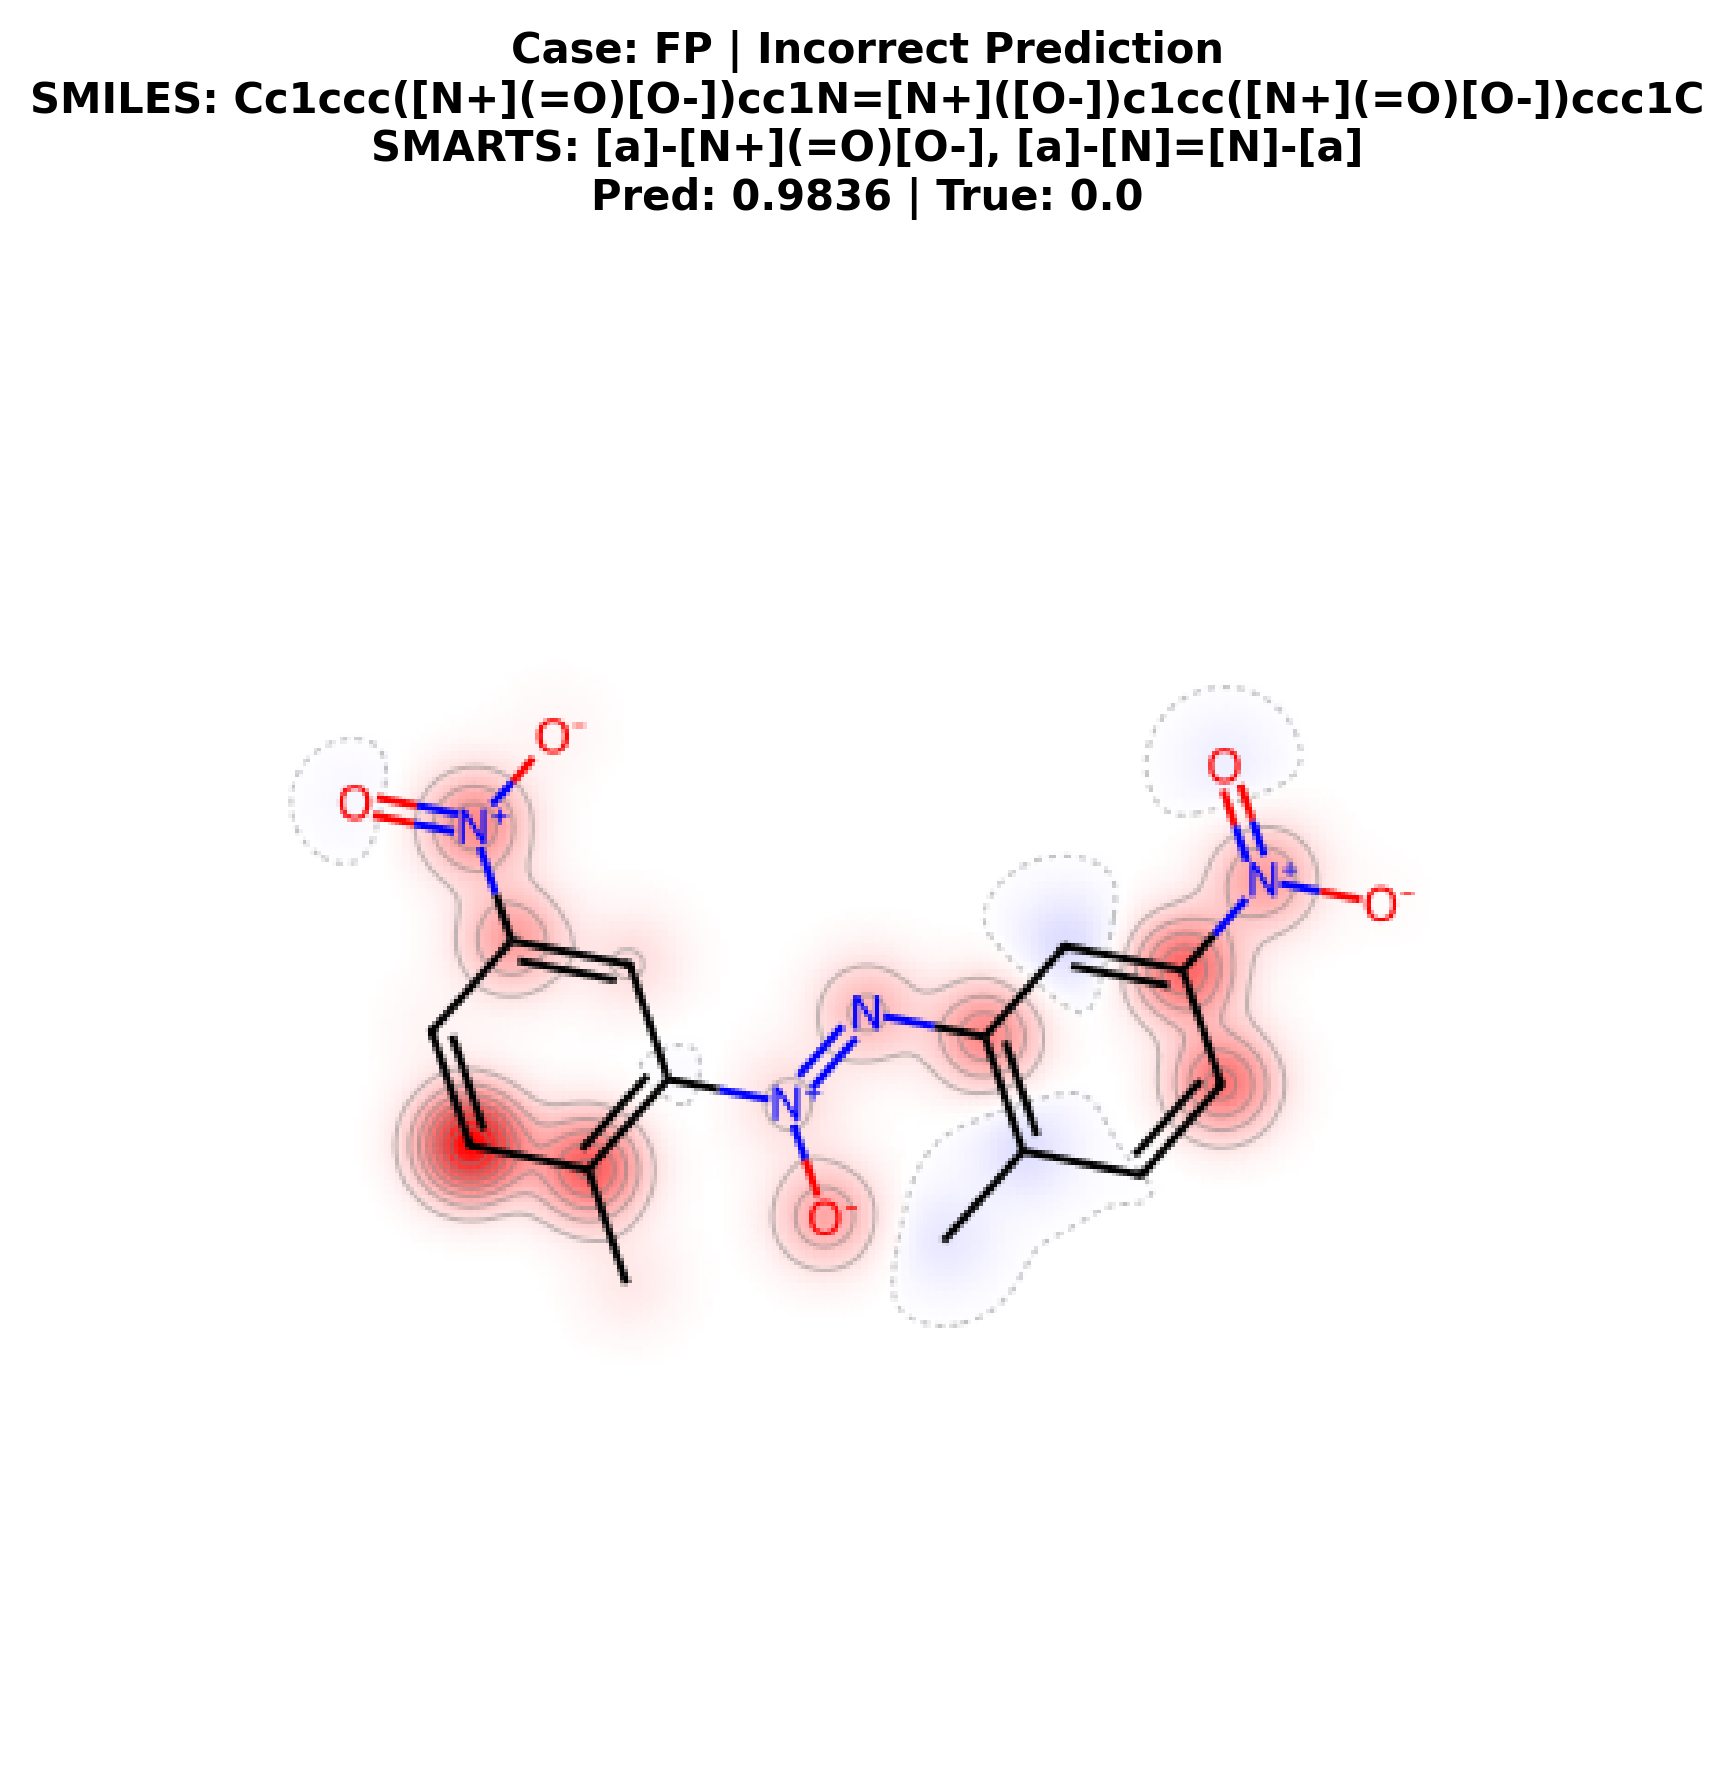 Case: FP | Incorrect Prediction
SMILES: Cc1ccc([N+](=O)[O-])cc1N=[N+]([O-])c1cc([N+](=O)[O-])ccc1C
SMARTS: [a]-[N+](=O)[O-], [a]-[N]=[N]-[a]
Pred: 0.9836 | True: 0.0
O⁻
O
N⁺
O
N⁺
O⁻
N
N⁺
O⁻